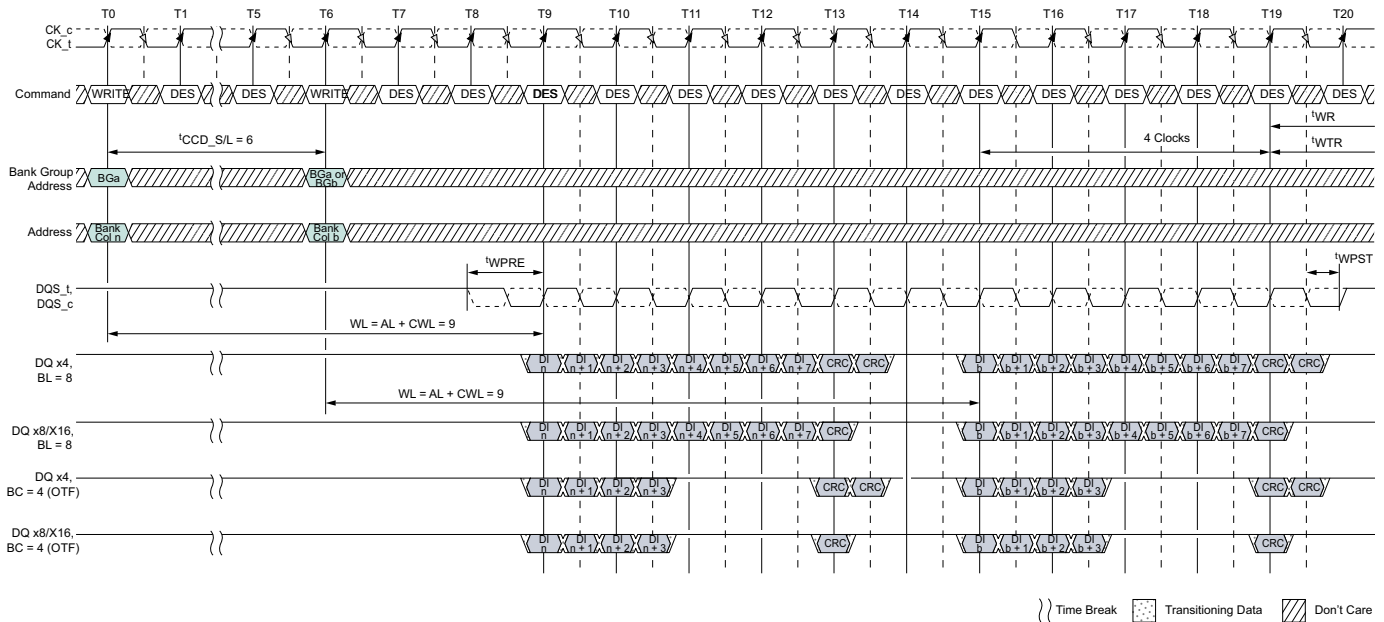 T0 T1 T5 T6 T7 T8 T9 T10 T11 T12 T13 T14 T15 T16 T17 T18 T19 T20
CK_c
CK_t
Command WRITE DES DES WRITE DES DES DES DES DES DES DES DES DES DES DES DES DES DES
tWR
tCCD_S/L = 6
4 Clocks
tWTR
Bank Group
Address
BGa
BGa or
BGb
Address
Bank
Col n
Bank
Col b
tWPRE
tWPST
DQS_t,
DQS_c
WL = AL + CWL = 9
DQ x4,
BL = 8
DI DI DI DI DI DI DI DI CRC CRC DI DI DI DI DI DI DI DI CRC CRC
n n + 1 n + 2 n + 3 n + 4 n + 5 n + 6 n + 7 b b + 1 b + 2 b + 3 b + 4 b + 5 b + 6 b + 7
WL = AL + CWL = 9
DQ x8/X16,
BL = 8
DI DI DI DI DI DI DI DI CRC DI DI DI DI DI DI DI DI CRC
n n + 1 n + 2 n + 3 n + 4 n + 5 n + 6 n + 7 b b + 1 b + 2 b + 3 b + 4 b + 5 b + 6 b + 7
DQ x4,
BC = 4 (OTF)
DI DI DI DI CRC CRC DI DI DI DI CRC CRC
n n + 1 n + 2 n + 3 b b + 1 b + 2 b + 3
DQ x8/X16,
BC = 4 (OTF)
DI DI DI DI CRC DI DI DI DI CRC
n n + 1 n + 2 n + 3 b b + 1 b + 2 b + 3
Time Break Transitioning Data Don't Care